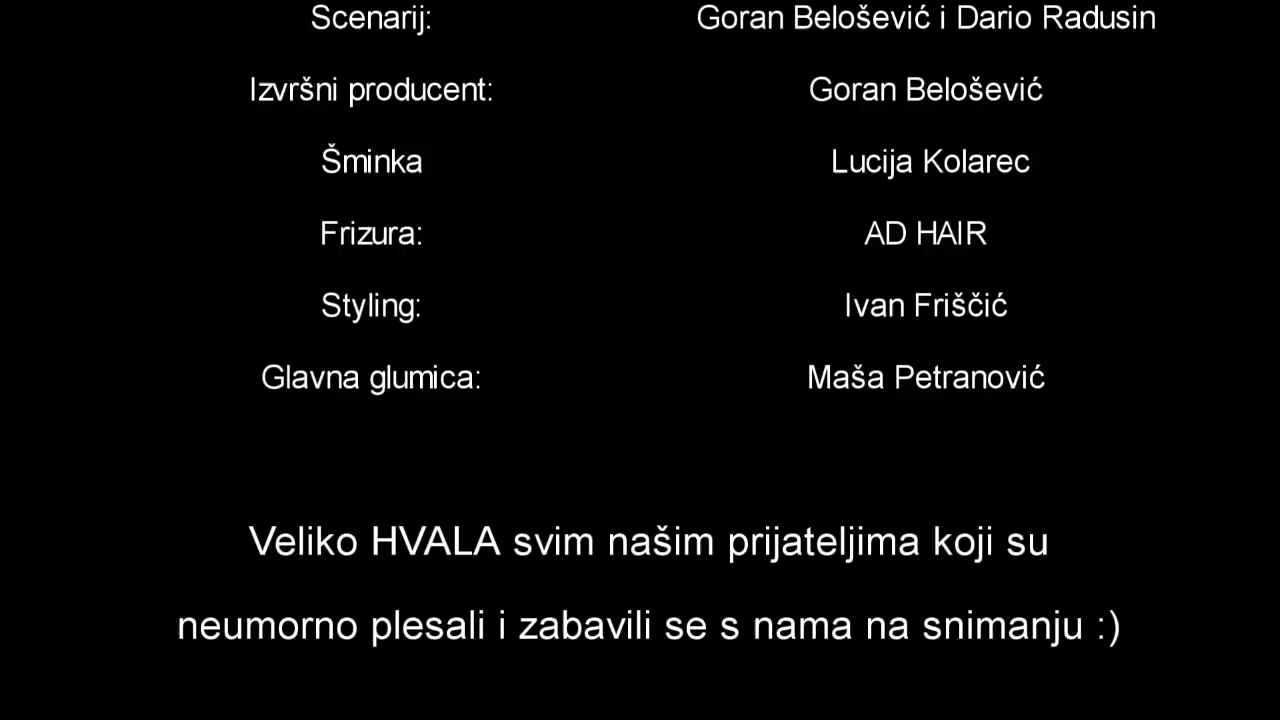 Scenarij: Goran Belošević i Dario Radusin
Izvršni producent: Goran Belošević
Šminka Lucija Kolarec
Frizura: AD HAIR
Styling: Ivan Friščić
Glavna glumica: Maša Petranović
Veliko HVALA svim našim prijateljima koji su
neumorno plesali i zabavili se s nama na snimanju :)